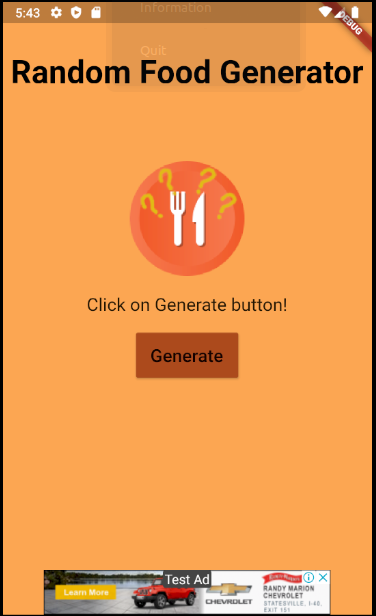 5:43
Information
Quit
DEBUG
Random Food Generator
? ? ? ?
Click on Generate button!
Generate
Test Ad
Learn More
CHEVROLET
RANDY MARION
CHEVROLET
STATESVILLE, I-40,
EXIT 151